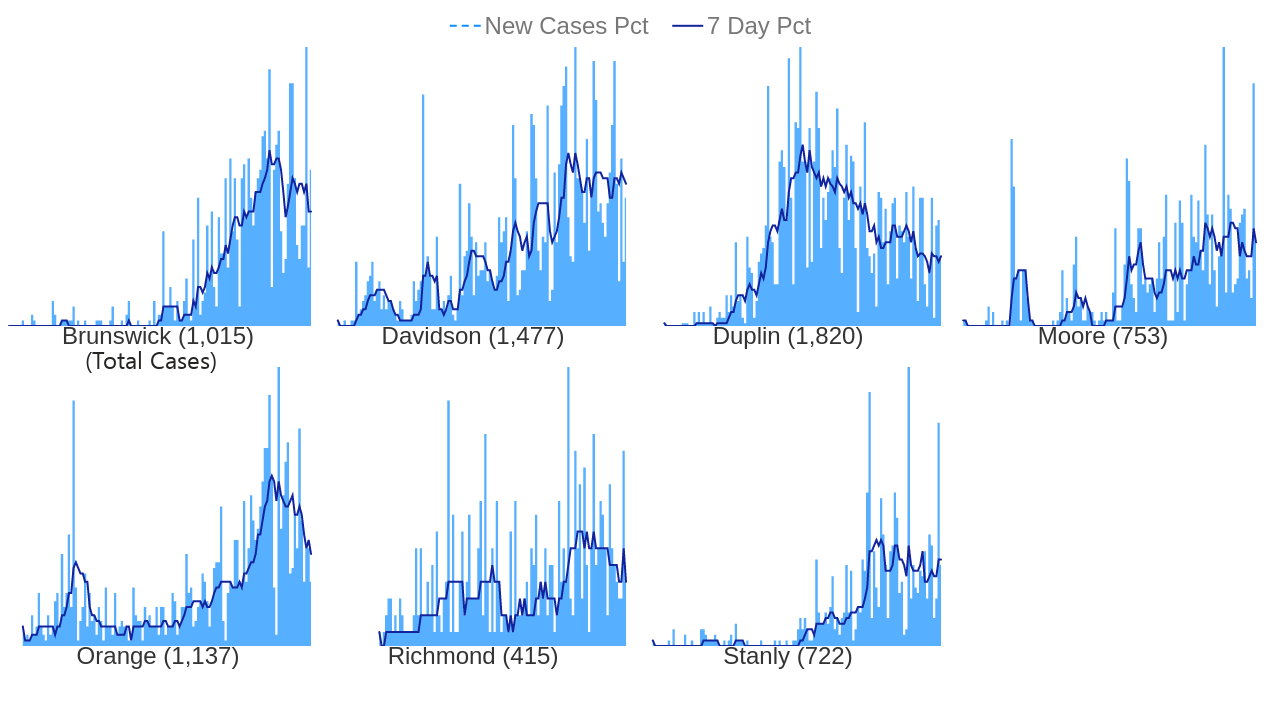 New Cases Pct 7 Day Pct
Brunswick (1,015) Davidson (1,477) Duplin (1,820) Moore (753)
(Total Cases)
Orange (1,137) Richmond (415) Stanly (722)